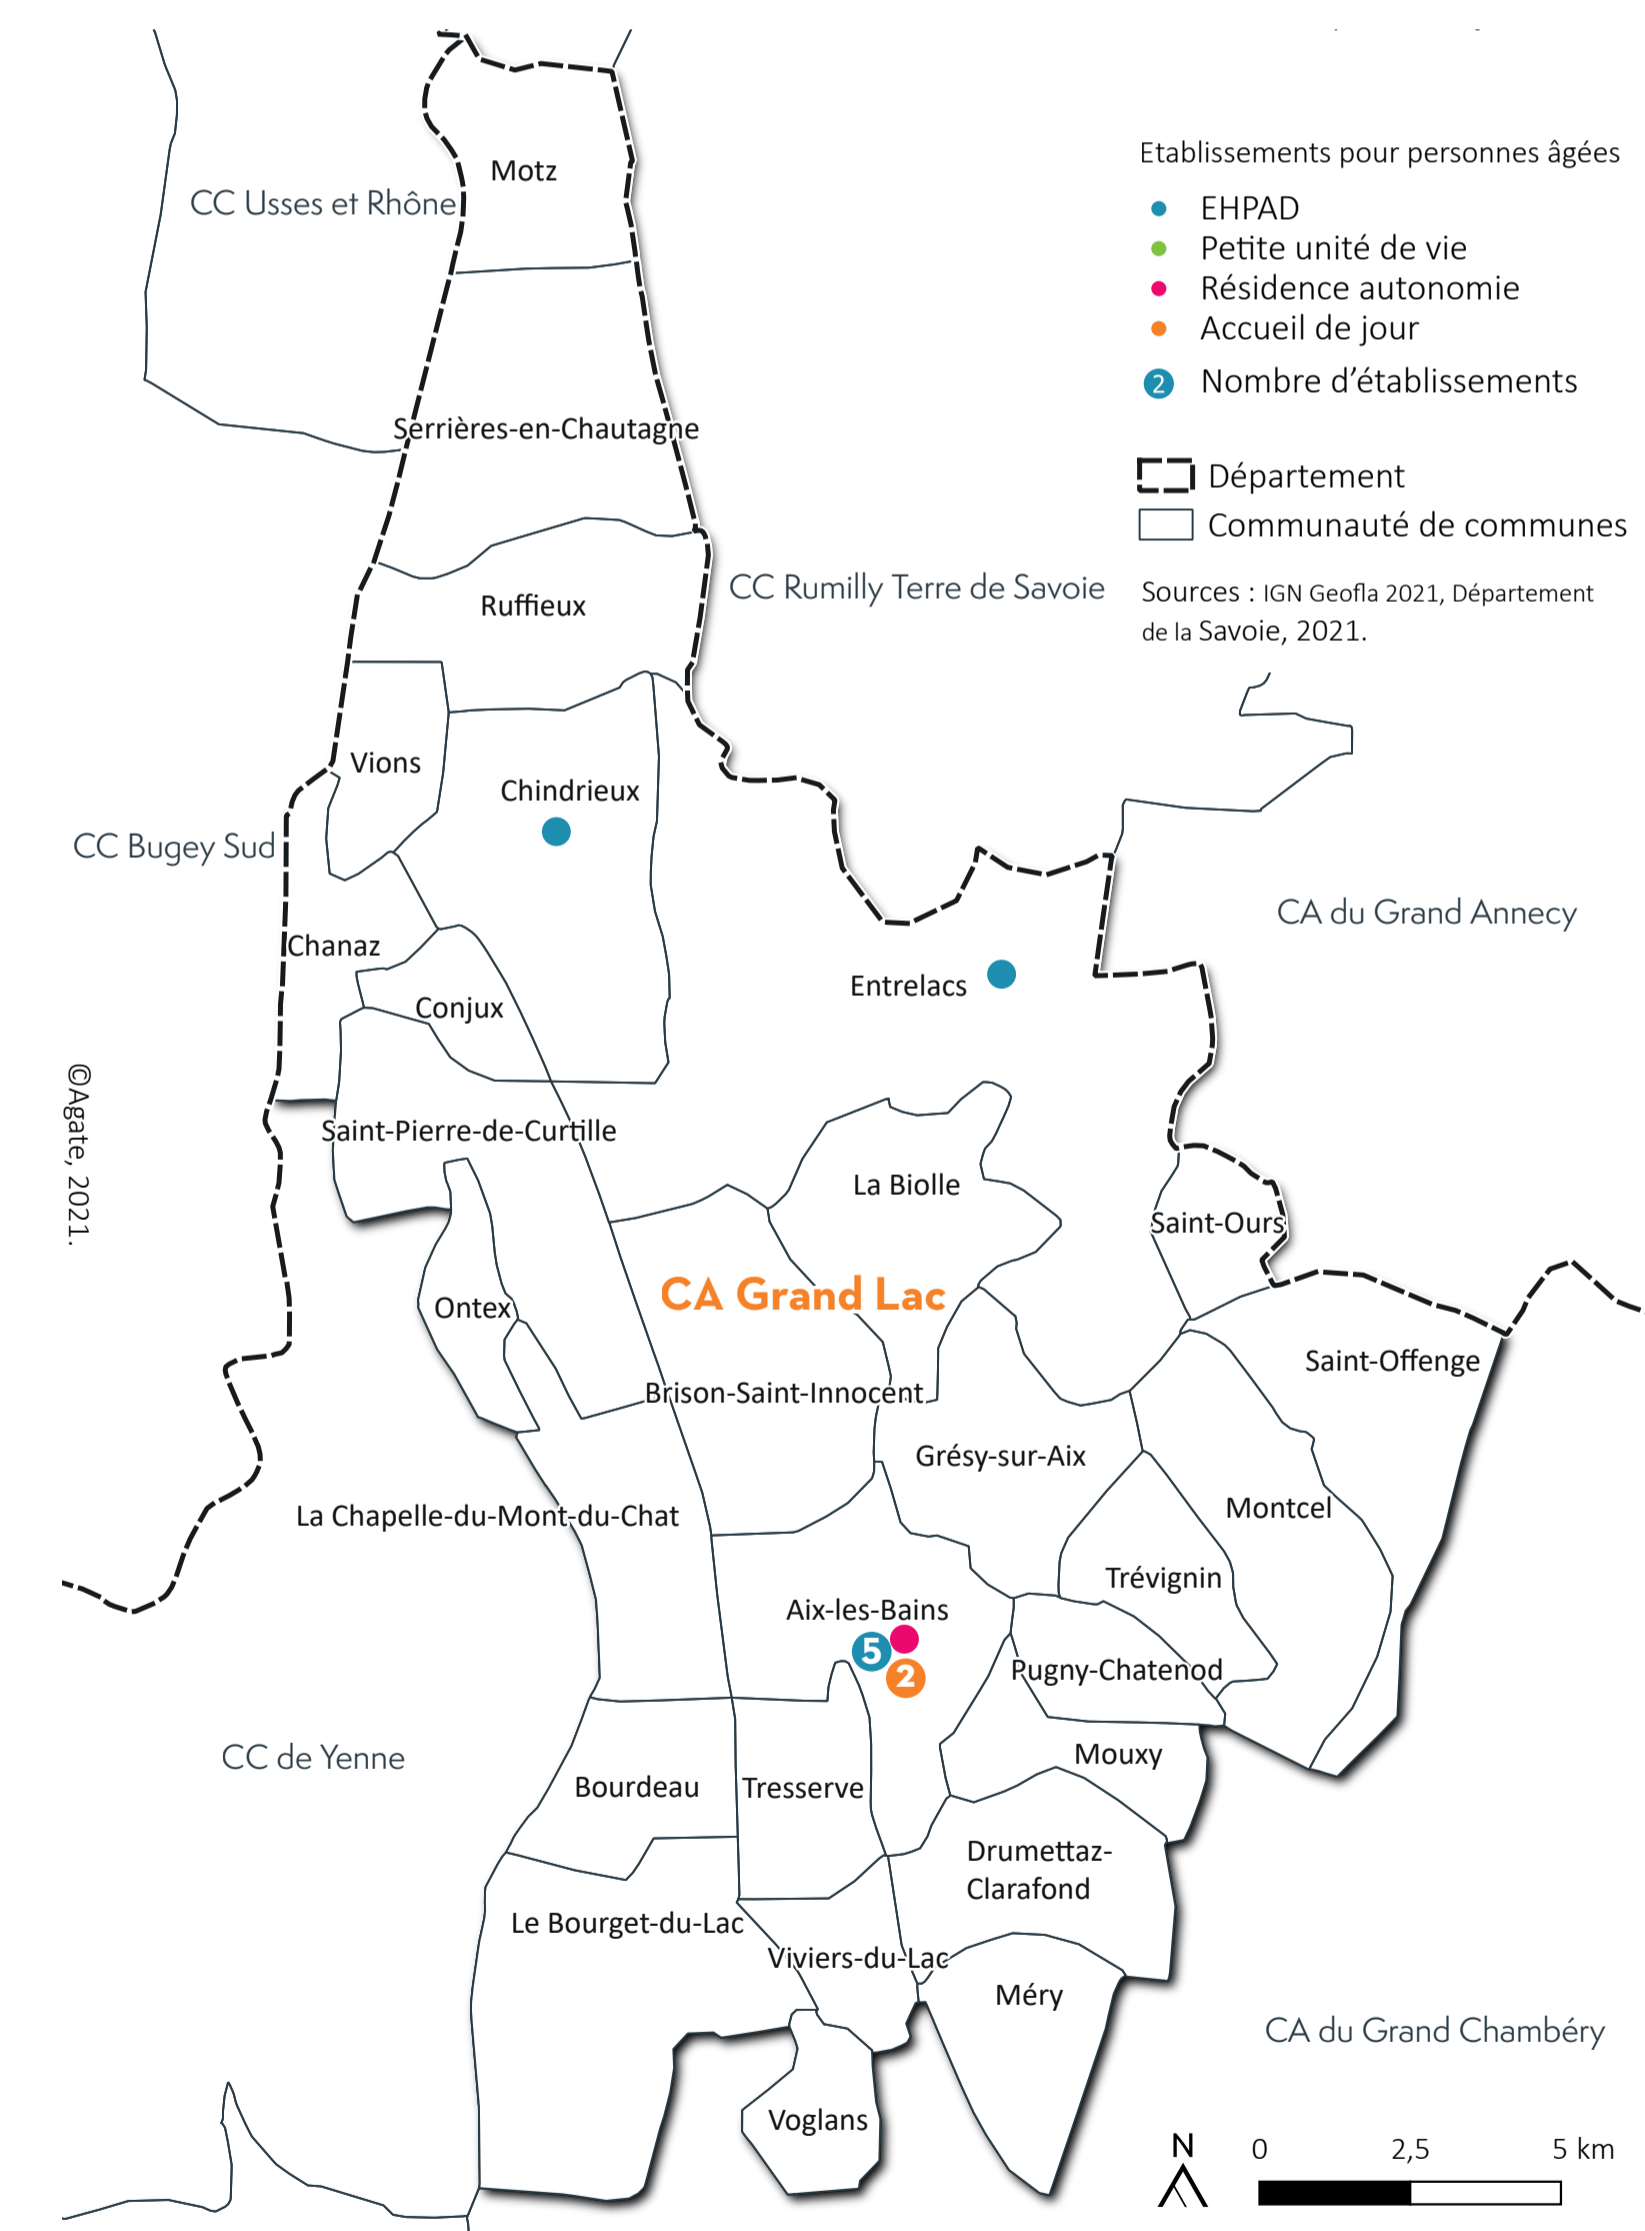 Motz
CC Usses et Rhône
Etablissements pour personnes âgées
EHPAD
Petite unité de vie
Résidence autonomie
Accueil de jour
2 Nombre d'établissements
Département
Communauté de communes
Sources : IGN Geofla 2021, Département
de la Savoie, 2021.
Serrières-en-Chautagne
CC Rumilly Terre de Savoie
Ruffieux
Vions
Chindrieux
CC Bugey Sud
CA du Grand Annecy
Chanaz
Entrelacs
Conjux
©Agate, 2021.
Saint-Pierre-de-Curtille
La Biolle
Saint-Ours
CA Grand Lac
Ontex
Saint-Offenge
Brison-Saint-Innocent
Grésy-sur-Aix
Montcel
La Chapelle-du-Mont-du-Chat
Trévignin
Aix-les-Bains
5
2
Pugny-Chatenod
CC de Yenne
Mouxy
Bourdeau
Tresserve
Drumettaz-
Clarafond
Le Bourget-du-Lac
Viviers-du-Lac
Méry
CA du Grand Chambéry
Voglans
N
0 2,5 5 km